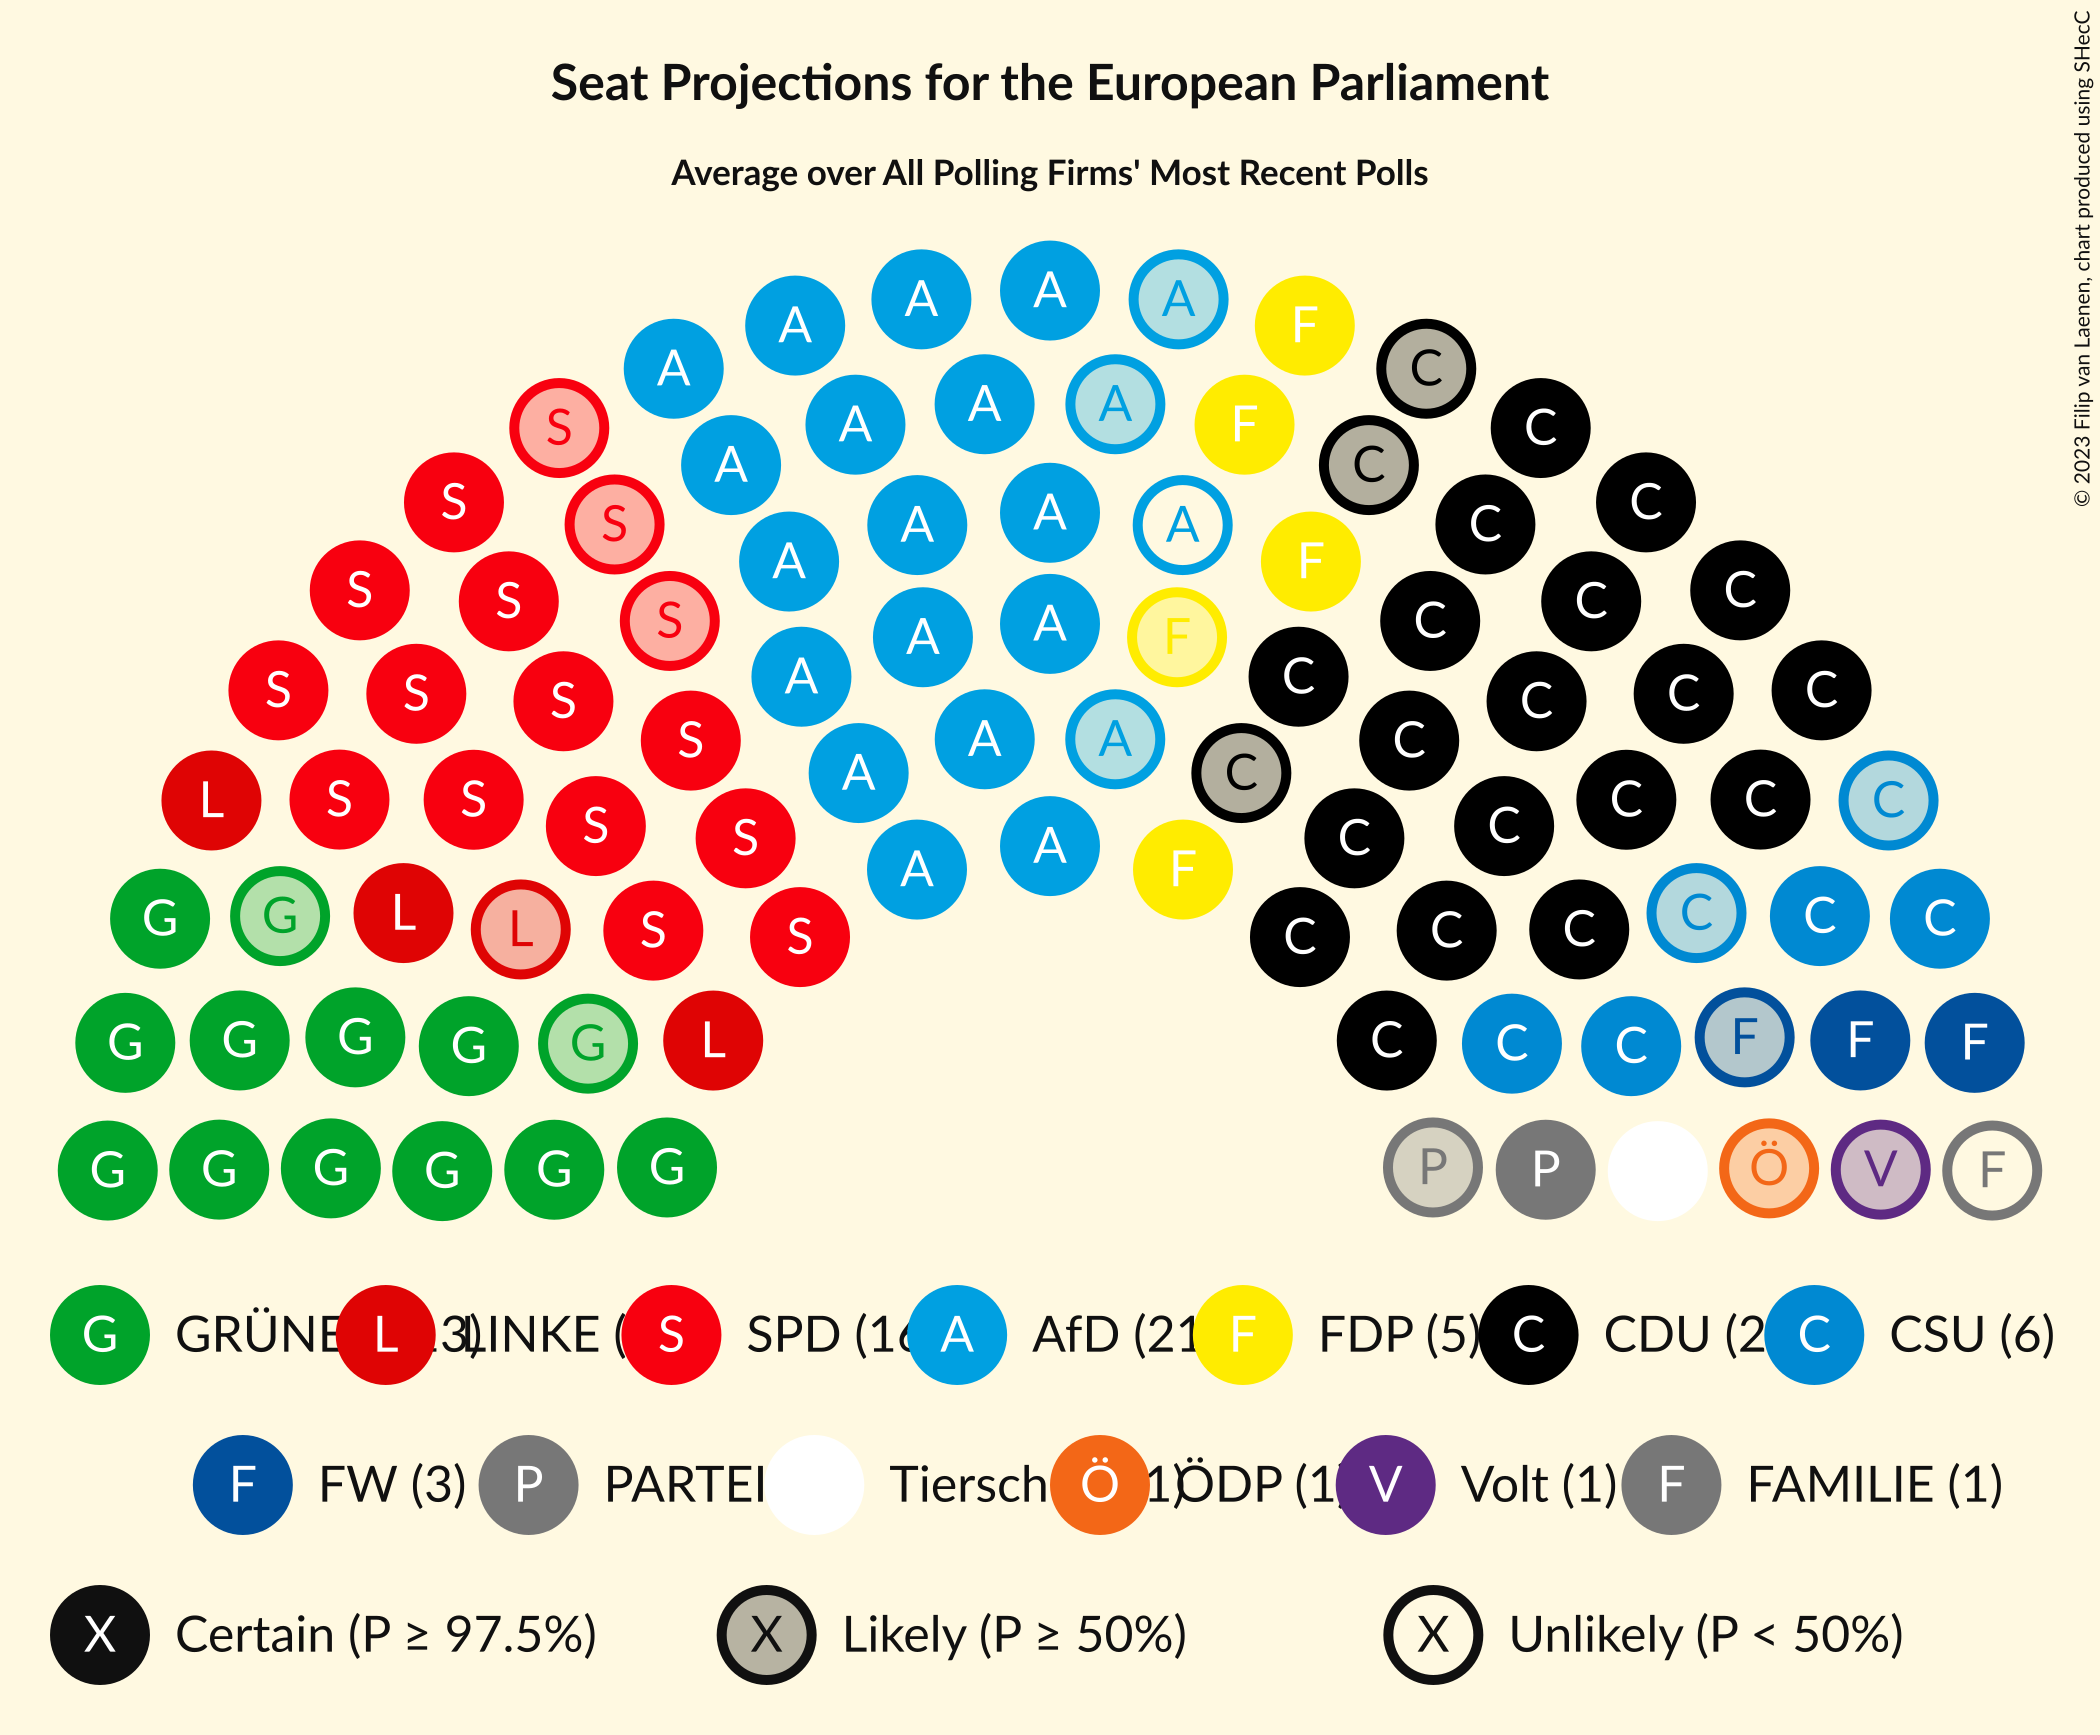 Seat Projections for the European Parliament
Average over All Polling Firms' Most Recent Polls
© 2023 Filip van Laenen, chart produced using SHecC
A A A A A F C
S A A A A F C C
S S A A A A F C C
S S S A A A F C C C
S S S S A A A C C C C C
L S S S S A F C C C C C
G G L L S S C C C C C C
G G G G G L C C C F F F
G G G G G G P P Ö V F
G GRÜNE 3) L LINKE ( S SPD (16 A AfD (21 F FDP (5) C CDU (2 C CSU (6)
F FW (3) P PARTEI Tiersch 1) Ö ÖDP (1) V Volt (1) F FAMILIE (1)
X Certain (P ≥ 97.5%) X Likely (P ≥ 50%) X Unlikely (P < 50%)